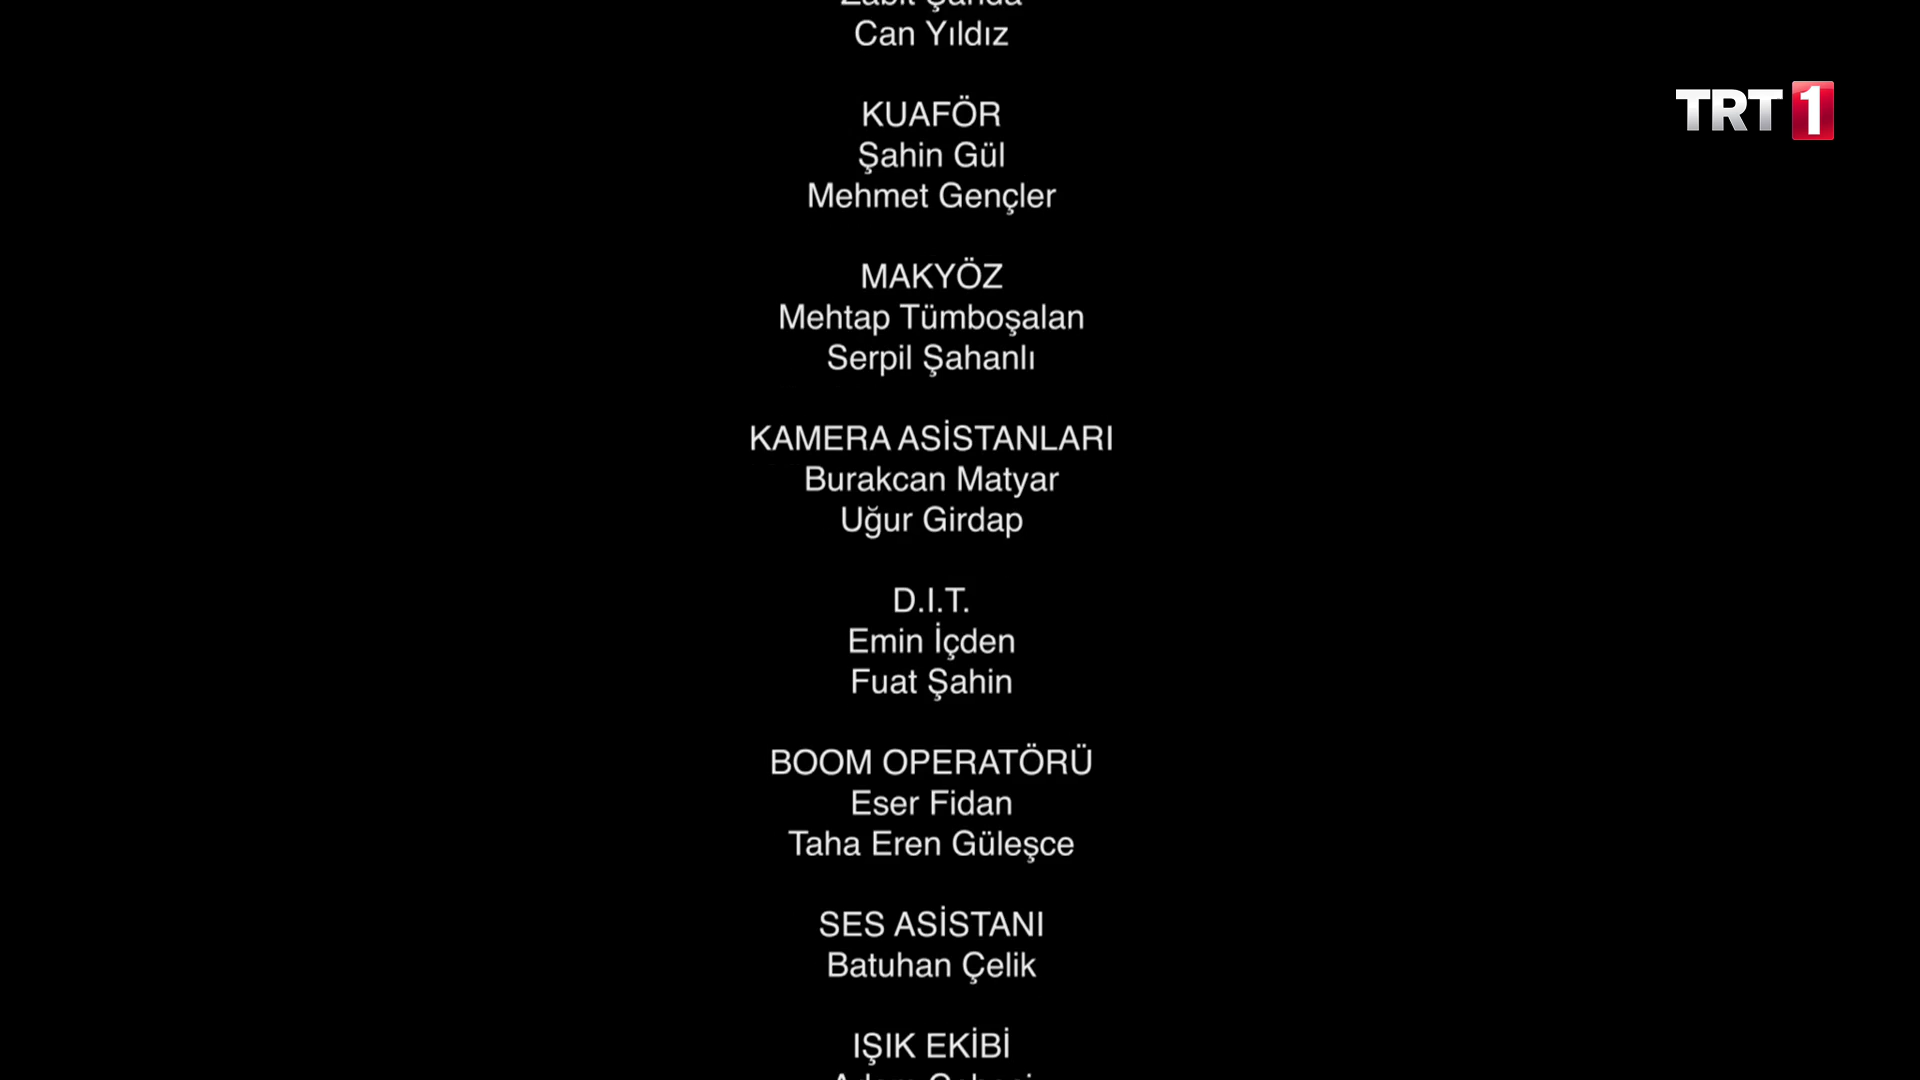 Can Yıldız
TRT 1
KUAFÖR
Şahin Gül
Mehmet Gençler
MAKYÖZ
Mehtap Tümboşalan
Serpil Şahanlı
KAMERA ASİSTANLARI
Burakcan Matyar
Uğur Girdap
D.I.T.
Emin İçden
Fuat Şahin
BOOM OPERATÖRÜ
Eser Fidan
Taha Eren Güleşce
SES ASİSTANI
Batuhan Çelik
IŞIK EKİBİ